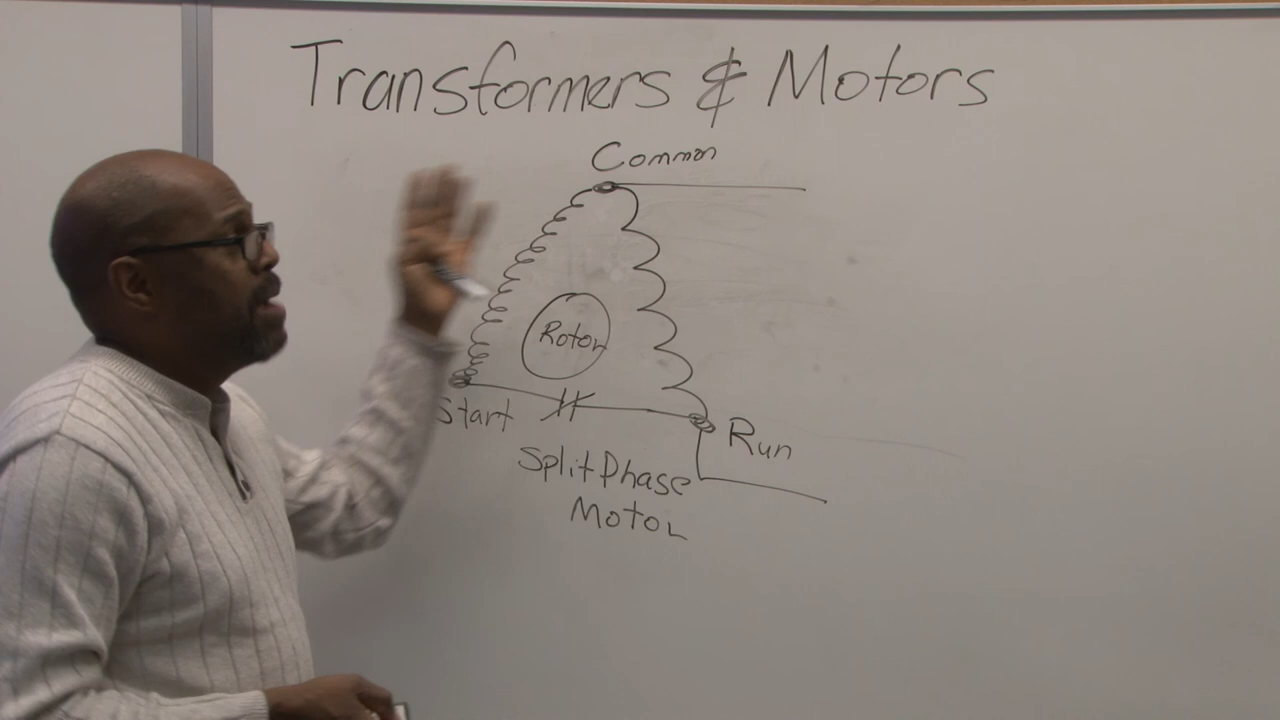 Transformers & Motors
Common
Rotor
Start
Run
Split Phase
Motor